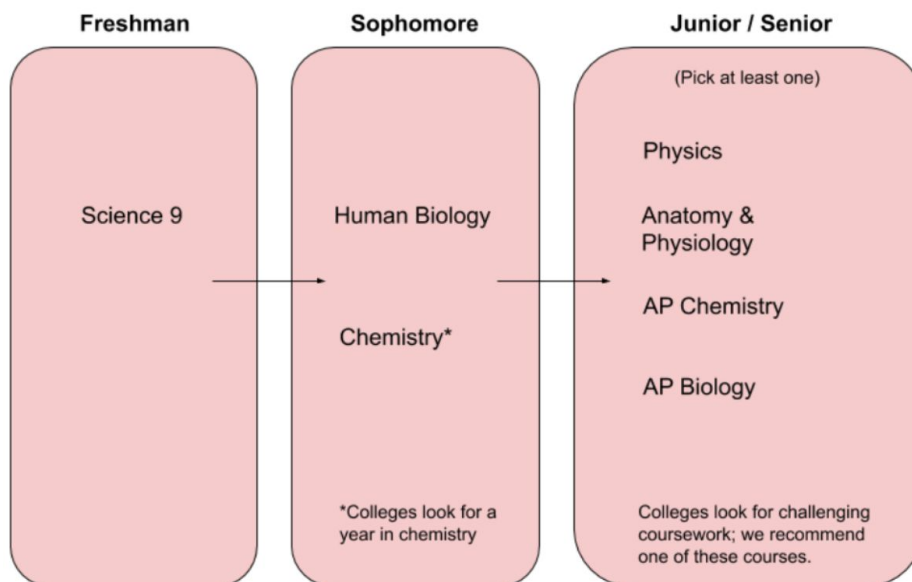 Freshman
Science 9
Sophomore
Human Biology
Chemistry*
*Colleges look for a
year in chemistry
Junior / Senior
(Pick at least one)
Physics
Anatomy &
Physiology
AP Chemistry
AP Biology
Colleges look for challenging
coursework; we recommend
one of these courses.